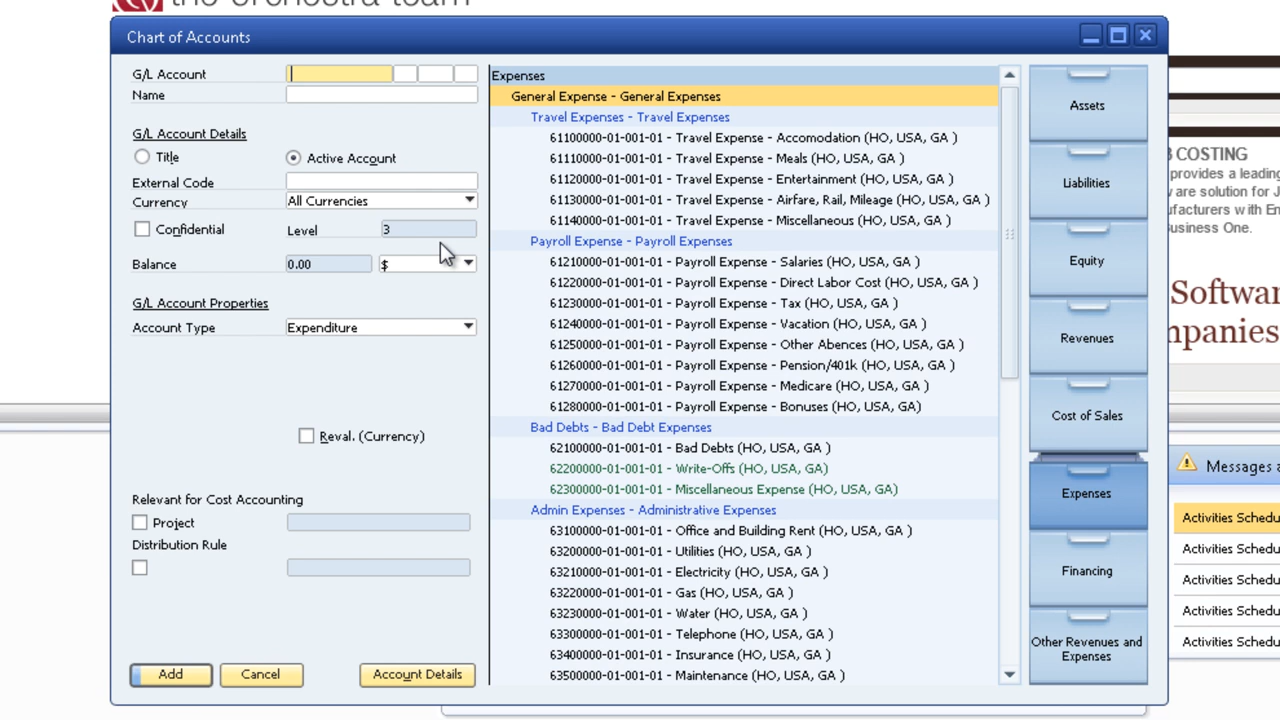 the orchestra team
Chart of Accounts
G/L Account
Name
G/L Account Details
Title
Active Account
External Code
Currency
All Currencies
Confidential
Level
3
Balance
0.00
$
G/L Account Properties
Account Type
Expenditure
Reval. (Currency)
Relevant for Cost Accounting
Project
Distribution Rule
Add
Cancel
Account Details
Expenses
General Expense - General Expenses
Travel Expenses - Travel Expenses
61100000-01-001-01 - Travel Expense - Accomodation (HO, USA, GA )
61110000-01-001-01 - Travel Expense - Meals (HO, USA, GA )
61120000-01-001-01 - Travel Expense - Entertainment (HO, USA, GA )
61130000-01-001-01 - Travel Expense - Airfare, Rail, Mileage (HO, USA, GA )
61140000-01-001-01 - Travel Expense - Miscellaneous (HO, USA, GA )
Payroll Expense - Payroll Expenses
61210000-01-001-01 - Payroll Expense - Salaries (HO, USA, GA )
61220000-01-001-01 - Payroll Expense - Direct Labor Cost (HO, USA, GA )
61230000-01-001-01 - Payroll Expense - Tax (HO, USA, GA )
61240000-01-001-01 - Payroll Expense - Vacation (HO, USA, GA )
61250000-01-001-01 - Payroll Expense - Other Abences (HO, USA, GA )
61260000-01-001-01 - Payroll Expense - Pension/401k (HO, USA, GA )
61270000-01-001-01 - Payroll Expense - Medicare (HO, USA, GA )
61280000-01-001-01 - Payroll Expense - Bonuses (HO, USA, GA)
Bad Debts - Bad Debt Expenses
62100000-01-001-01 - Bad Debts (HO, USA, GA )
62200000-01-001-01 - Write-Offs (HO, USA, GA)
62300000-01-001-01 - Miscellaneous Expense (HO, USA, GA)
Admin Expenses - Administrative Expenses
63100000-01-001-01 - Office and Building Rent (HO, USA, GA )
63200000-01-001-01 - Utilities (HO, USA, GA )
63210000-01-001-01 - Electricity (HO, USA, GA )
63220000-01-001-01 - Gas (HO, USA, GA )
63230000-01-001-01 - Water (HO, USA, GA )
63300000-01-001-01 - Telephone (HO, USA, GA )
63400000-01-001-01 - Insurance (HO, USA, GA )
63500000-01-001-01 - Maintenance (HO, USA, GA )
Assets
Liabilities
Equity
Revenues
Cost of Sales
Expenses
Financing
Other Revenues and
Expenses
COSTING
provides a leading
are solution for J
ufacturers with En
usiness One.
Softwar
npanies
Messages a
Activities Schedu
Activities Schedu
Activities Schedu
Activities Schedu
Activities Schedu